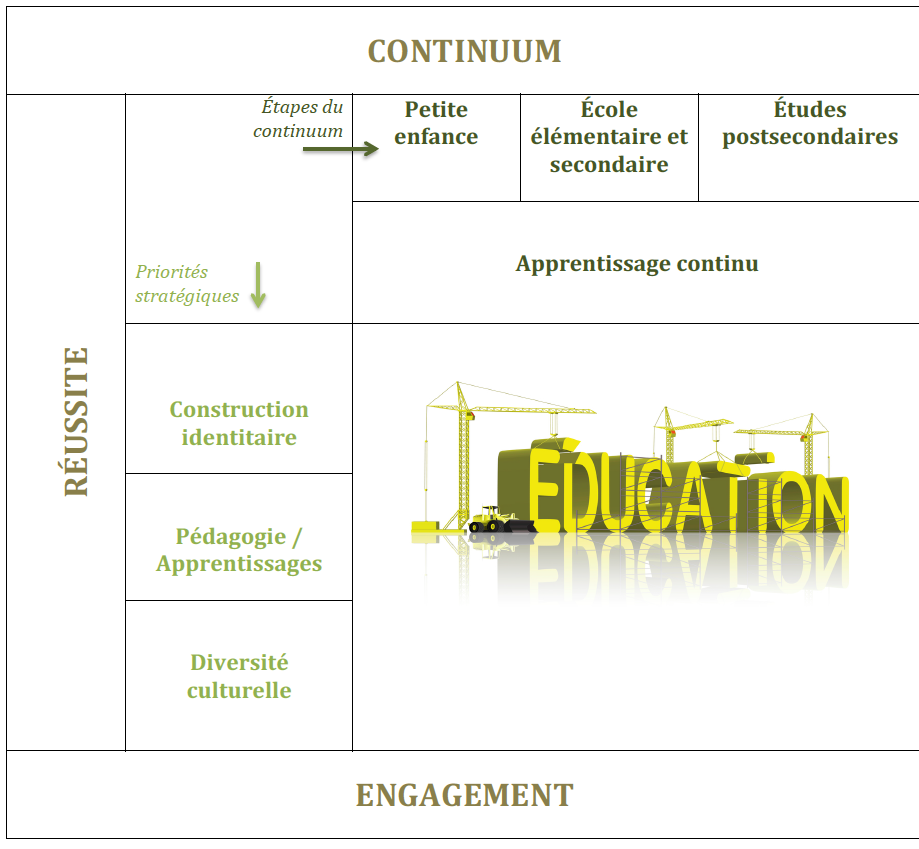 CONTINUUM
Étapes du
continuum
Petite
enfance
École
élémentaire et
secondaire
Études
postsecondaires
Apprentissage continu
Priorités
stratégiques
RÉUSSITE
Construction
identitaire
ÉDUCATION
Pédagogie /
Apprentissages
Diversité
culturelle
ENGAGEMENT